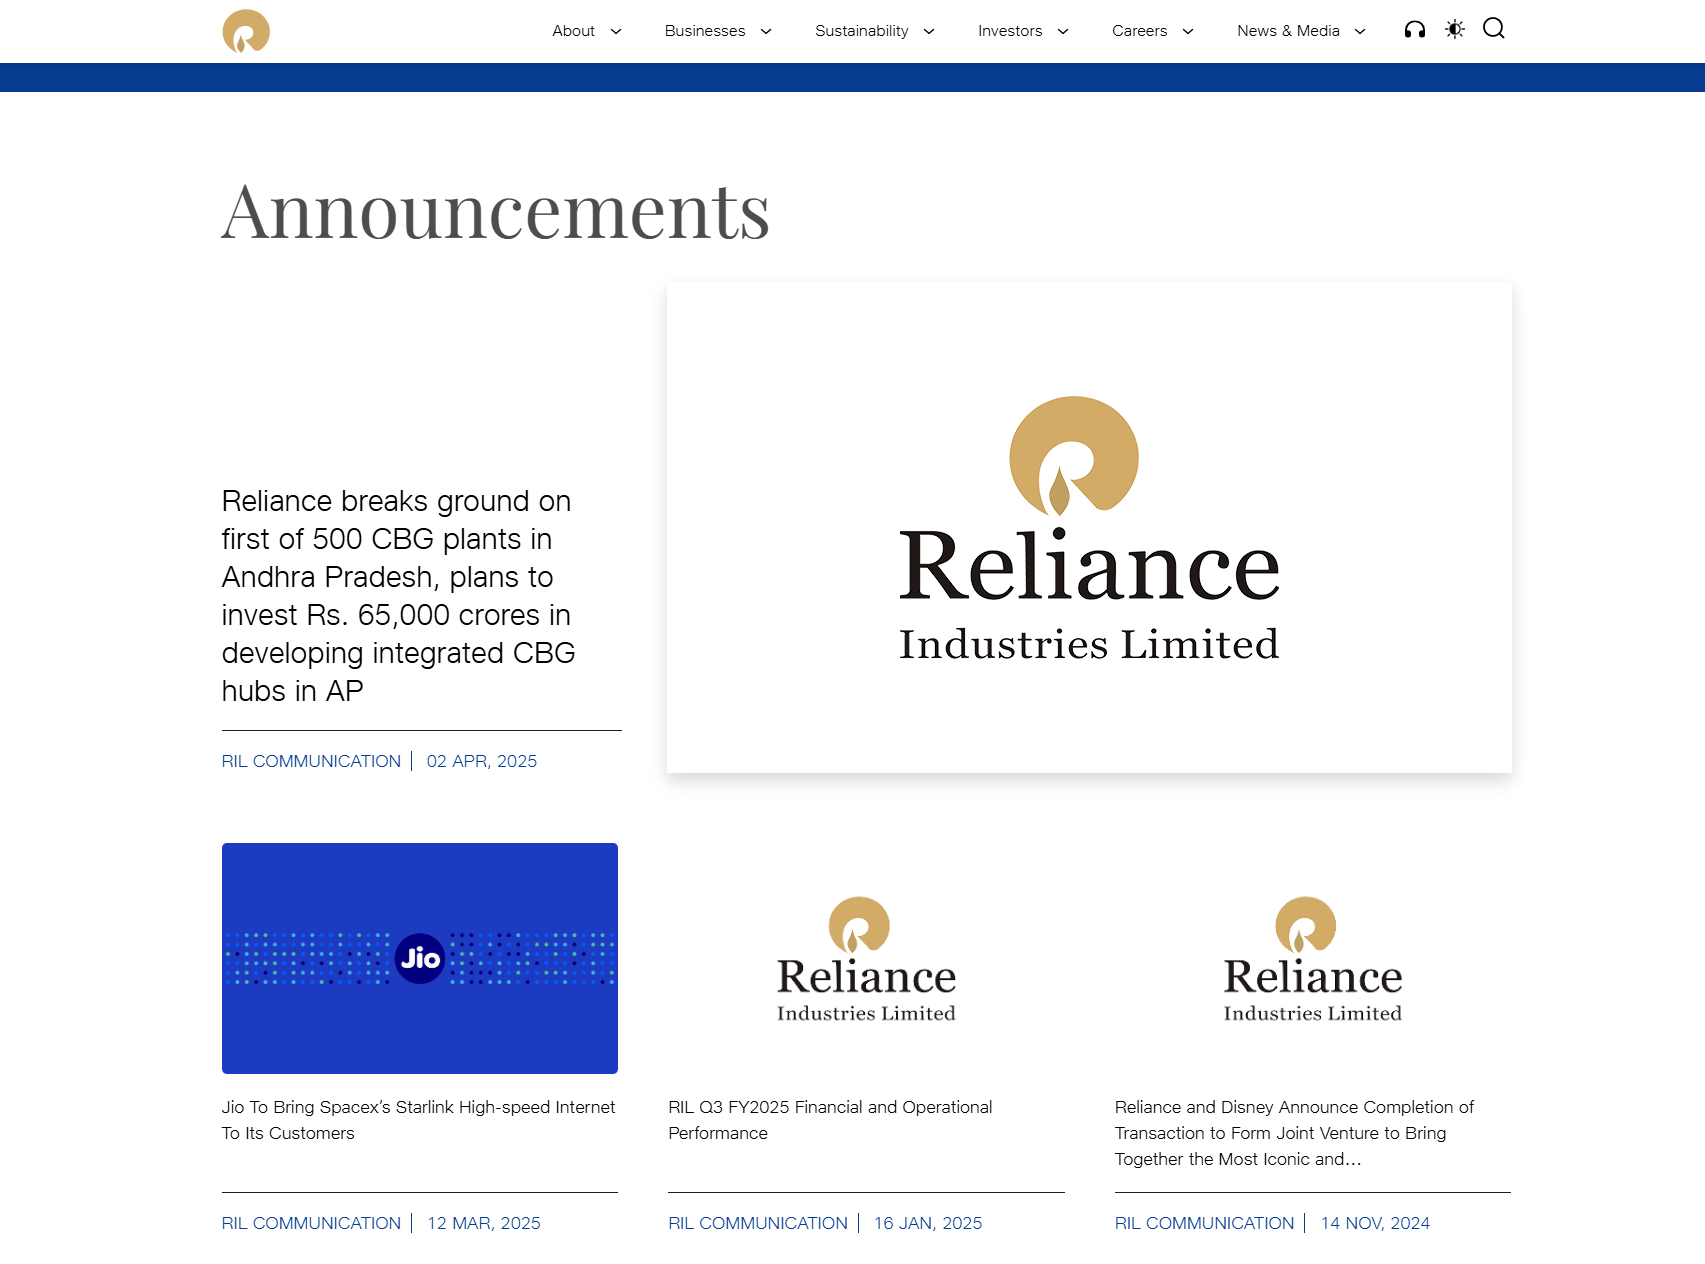 About
Businesses
Sustainability
Investors
Careers
News & Media
Announcements
Reliance breaks ground on
first of 500 CBG plants in
Andhra Pradesh, plans to
invest Rs. 65,000 crores in
developing integrated CBG
hubs in AP
RIL COMMUNICATION | 02 APR, 2025
Reliance
Industries Limited
Jio
Jio To Bring Spacex’s Starlink High-speed Internet
To Its Customers
RIL COMMUNICATION | 12 MAR, 2025
Reliance
Industries Limited
RIL Q3 FY2025 Financial and Operational
Performance
RIL COMMUNICATION | 16 JAN, 2025
Reliance
Industries Limited
Reliance and Disney Announce Completion of
Transaction to Form Joint Venture to Bring
Together the Most Iconic and...
RIL COMMUNICATION | 14 NOV, 2024